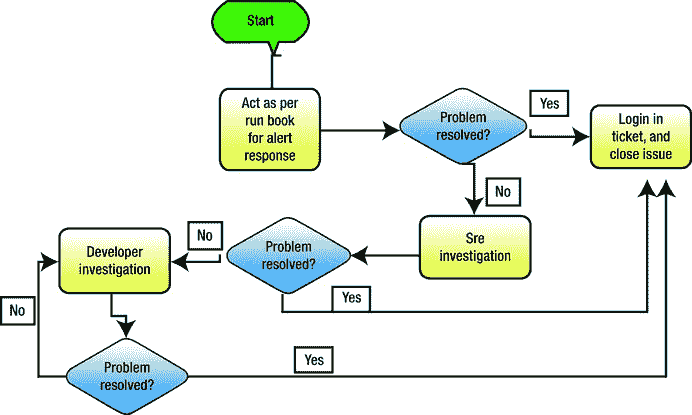 Start
Act as per
run book
for alert
response
Problem
resolved?
Yes
Login in
ticket, and
close issue
No
Sre
investigation
Problem
resolved?
No
Developer
investigation
Yes
No
Problem
resolved?
Yes